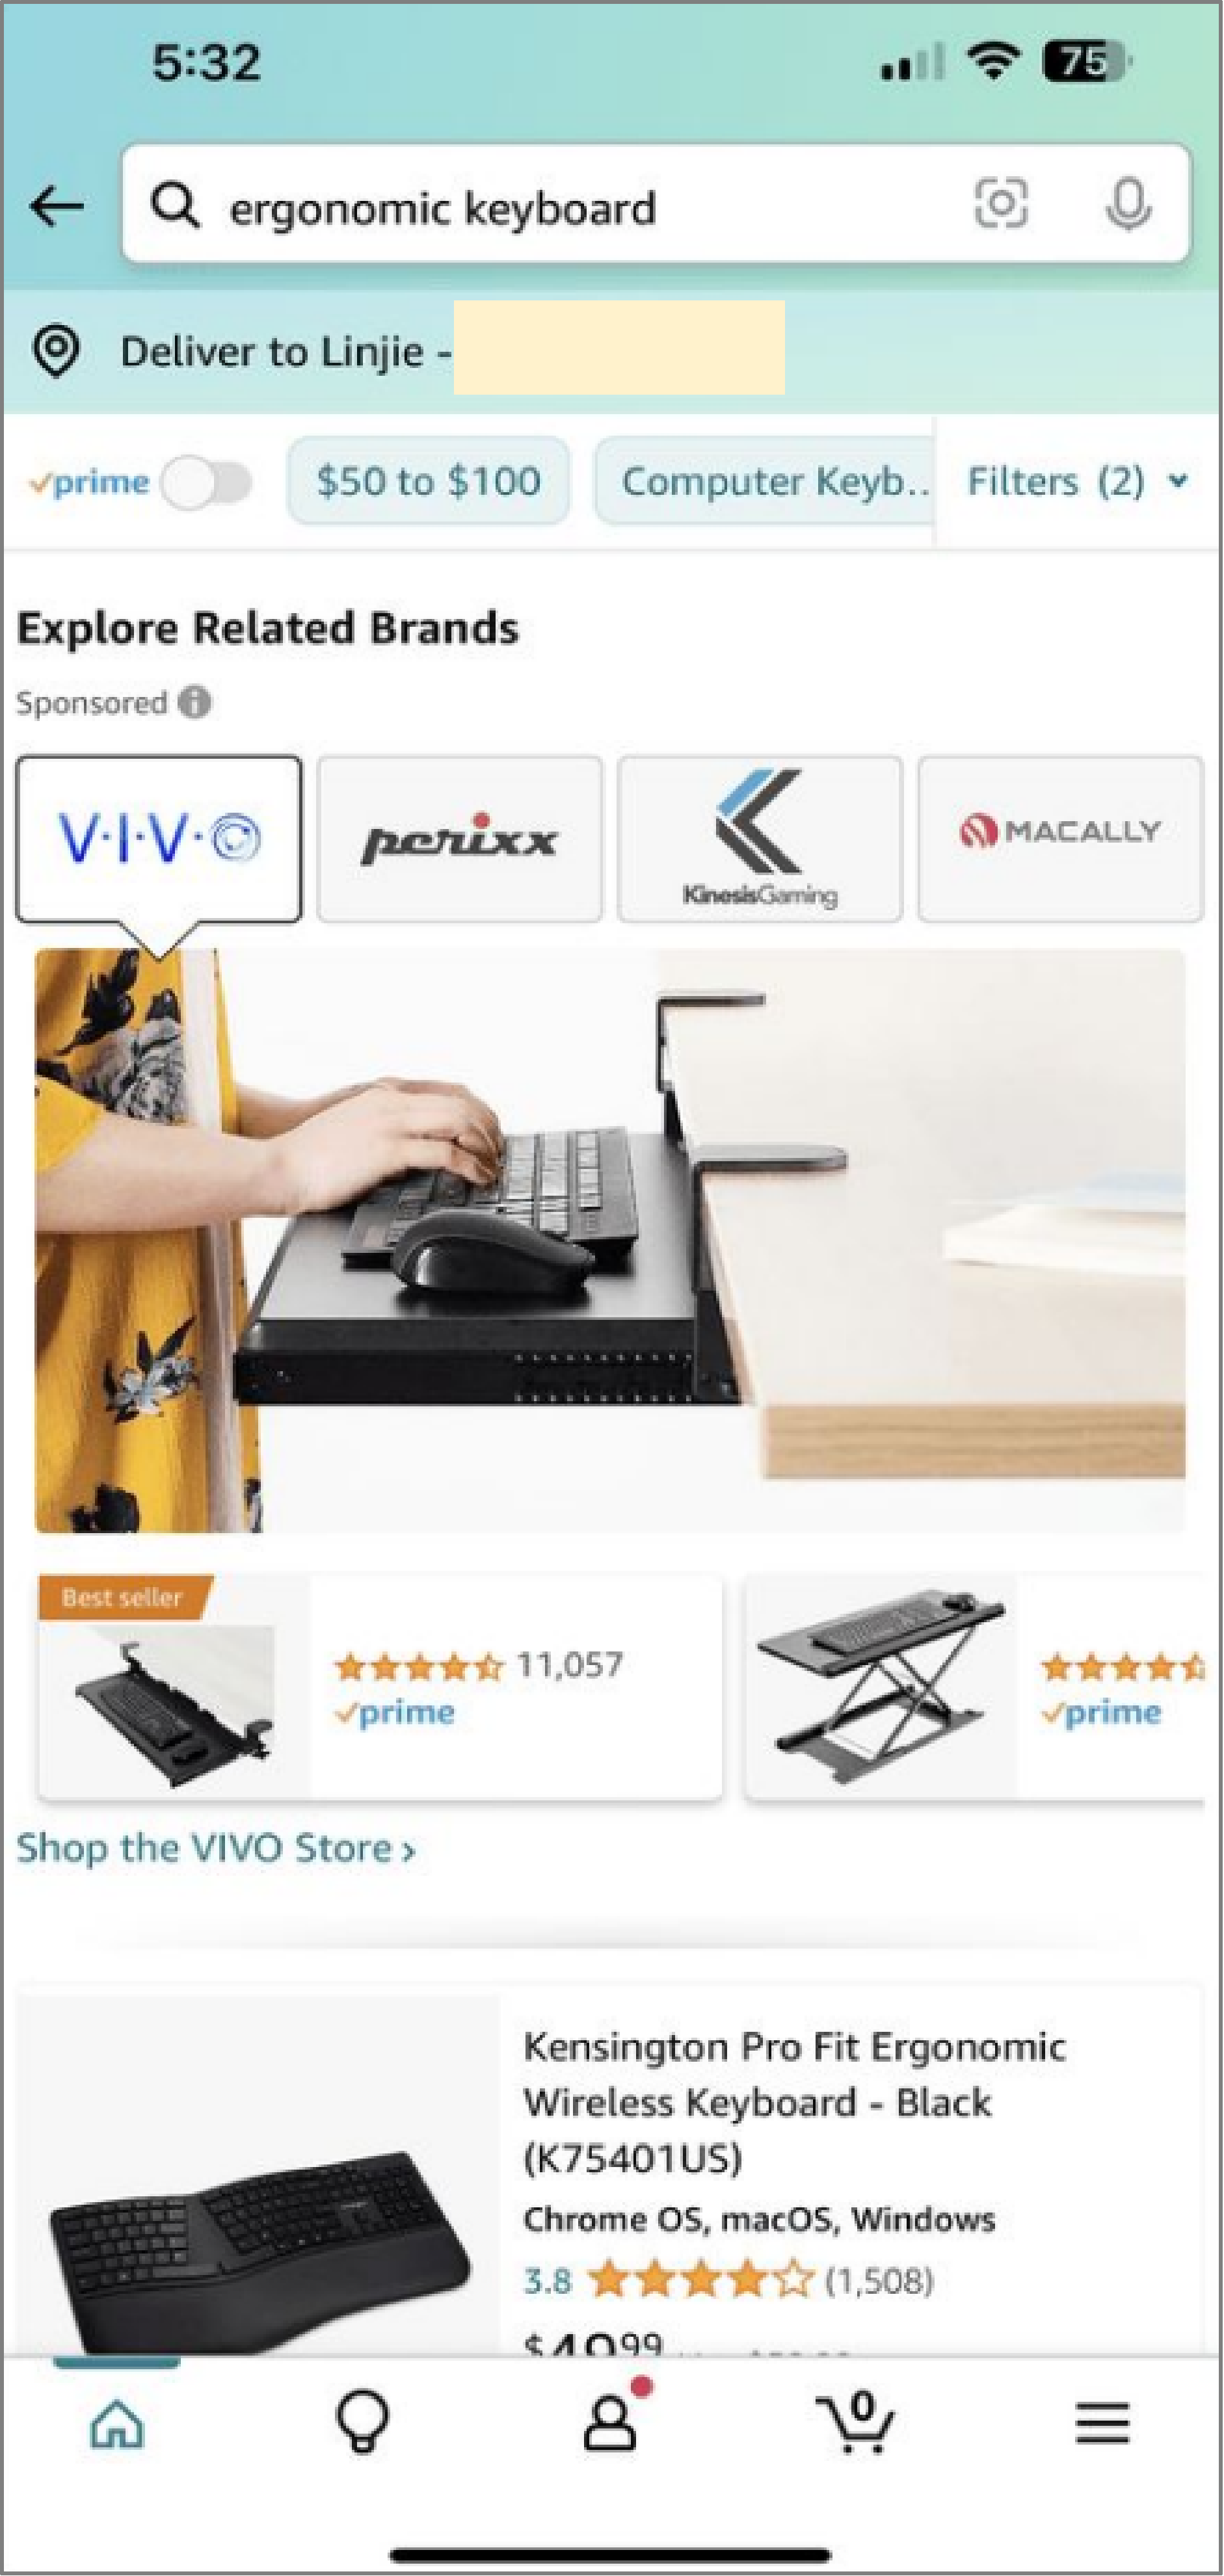 5:32
75
ergonomic keyboard
Deliver to Linjie -
prime
$50 to $100
Computer Keyb..
Filters (2)
Explore Related Brands
Sponsored
V·I·V·O
perixx
KinesisGaming
MACALLY
Best seller
11,057
prime
prime
Shop the VIVO Store ›
Kensington Pro Fit Ergonomic
Wireless Keyboard - Black
(K75401US)
Chrome OS, macOS, Windows
3.8 (1,508)
$49 99
0